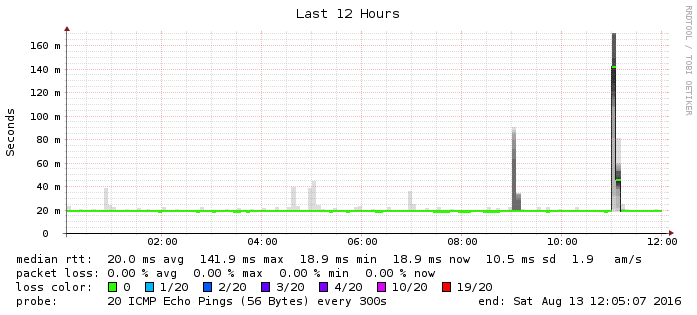 Last 12 Hours
RRDTOOL / TOBI OETIKER
Seconds
160 m
140 m
120 m
100 m
80 m
60 m
40 m
20 m
0
02:00 04:00 06:00 08:00 10:00 12:00
median rtt: 20.0 ms avg 141.9 ms max 18.9 ms min 18.9 ms now 10.5 ms sd 1.9 am/s
packet loss: 0.00 % avg 0.00 % max 0.00 % min 0.00 % now
loss color: 0 1/20 2/20 3/20 4/20 10/20 19/20
probe: 20 ICMP Echo Pings (56 Bytes) every 300s end: Sat Aug 13 12:05:07 2016